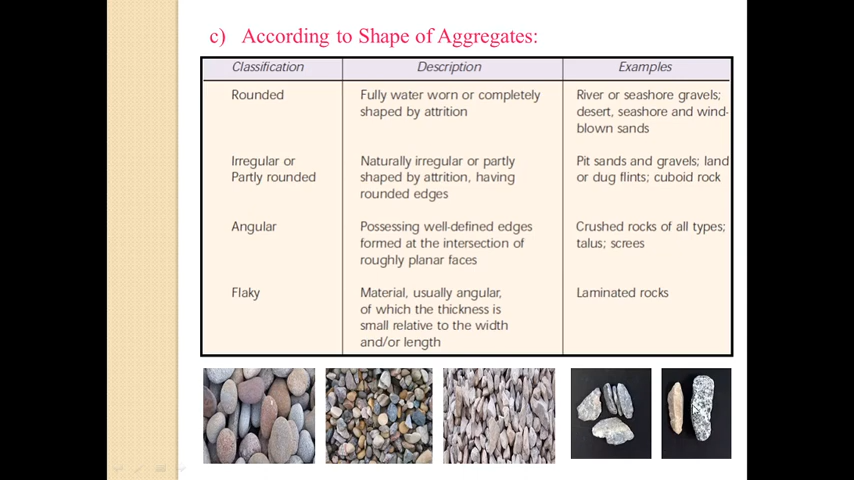 c) According to Shape of Aggregates:
Classification Description Examples
Rounded Fully water worn or completely River or seashore gravels;
shaped by attrition desert, seashore and wind-
blown sands
Irregular or Naturally irregular or partly Pit sands and gravels; land
Partly rounded shaped by attrition, having or dug flints; cuboid rock
rounded edges
Angular Possessing well-defined edges Crushed rocks of all types;
formed at the intersection of talus; screes
roughly planar faces
Flaky Material, usually angular, Laminated rocks
of which the thickness is
small relative to the width
and/or length